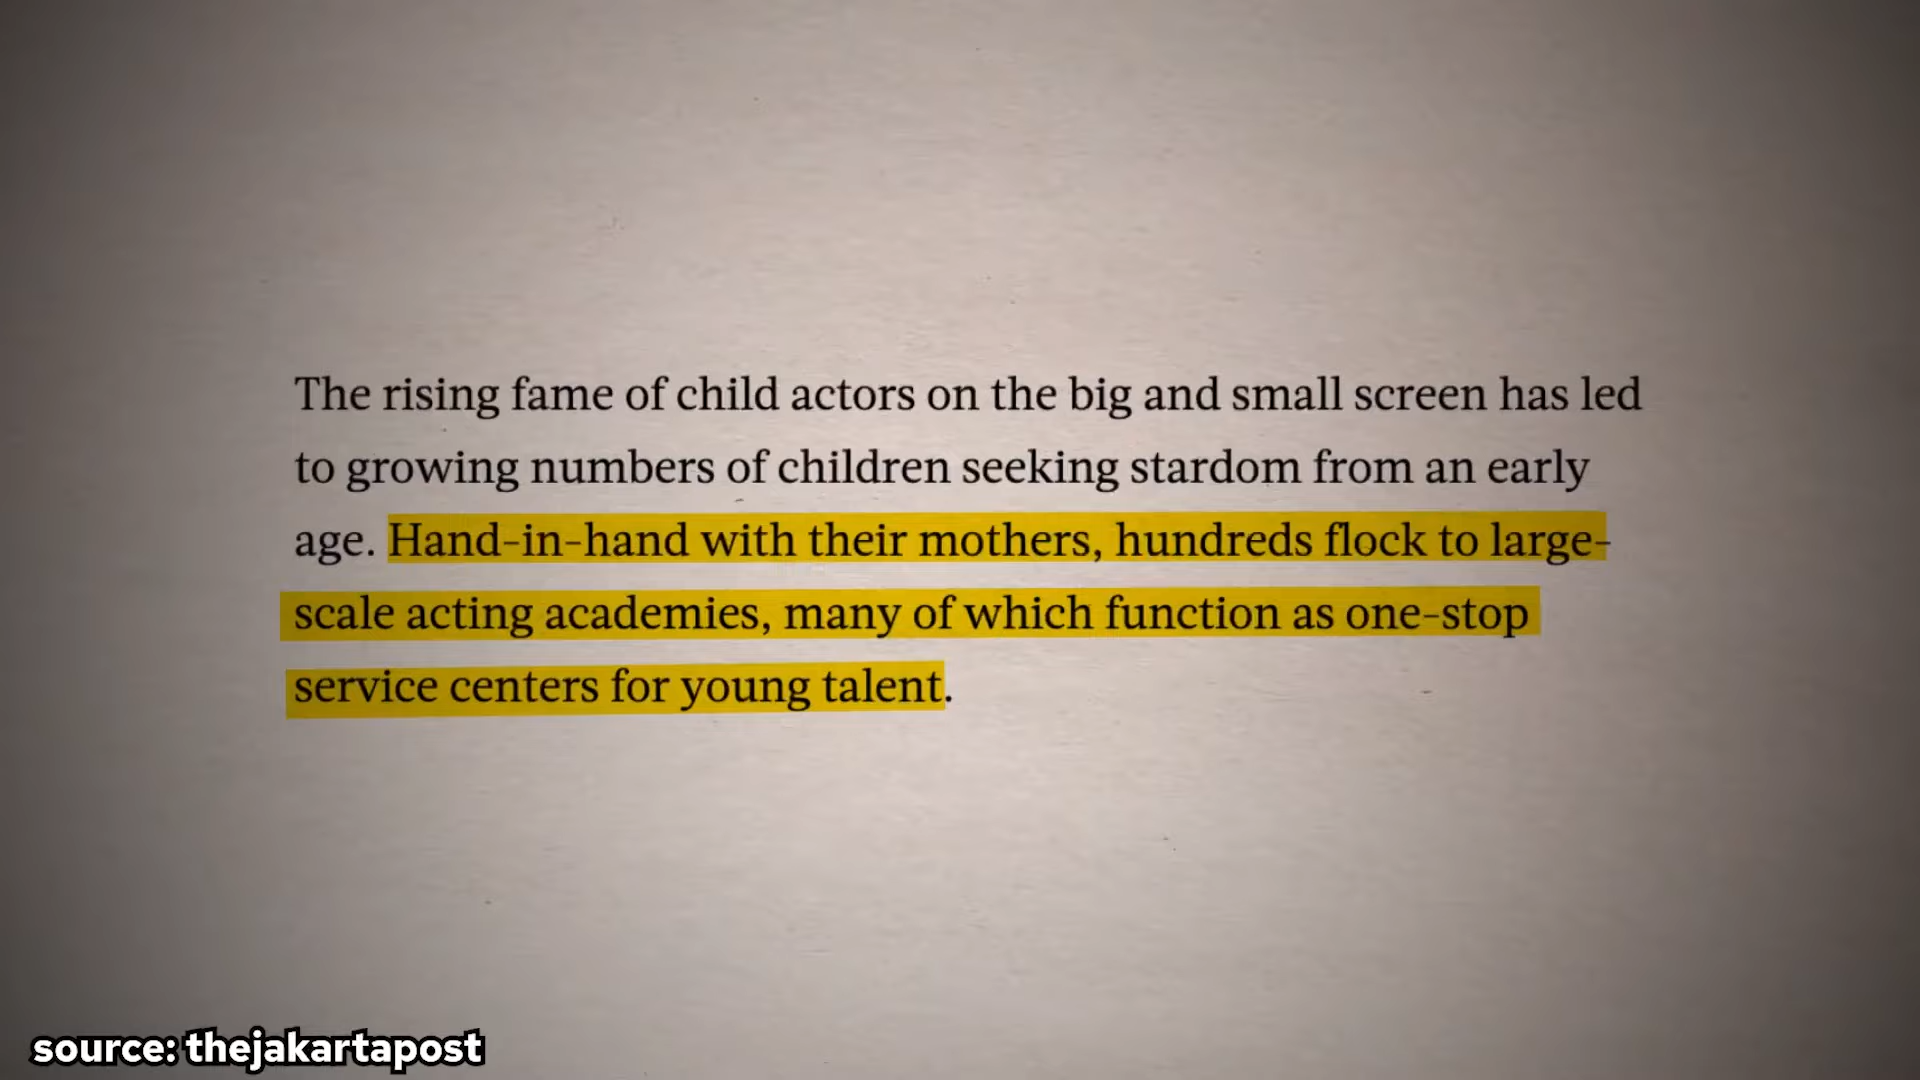 The rising fame of child actors on the big and small screen has led
to growing numbers of children seeking stardom from an early
age. Hand-in-hand with their mothers, hundreds flock to large-
scale acting academies, many of which function as one-stop
service centers for young talent.
source: thejakartapost